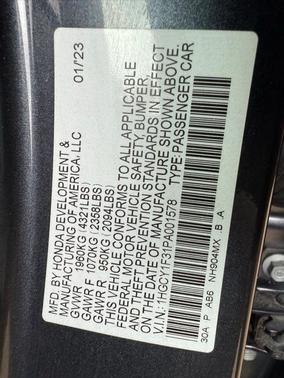 MFD. BY HONDA DEVELOPMENT &
MANUFACTURING OF AMERICA, LLC 01/23
GVWR 1960KG (4321LBS)
GAWR F 1070KG (2358LBS)
GAWR R 950KG (2094LBS)
THIS VEHICLE CONFORMS TO ALL APPLICABLE
FEDERAL MOTOR VEHICLE SAFETY, BUMPER,
AND THEFT PREVENTION STANDARDS IN EFFECT
ON THE DATE OF MANUFACTURE SHOWN ABOVE.
V.I.N.: 1HGCY1F31PA001578 TYPE:PASSENGER CAR
30A P AB6 NH904MX .B .A